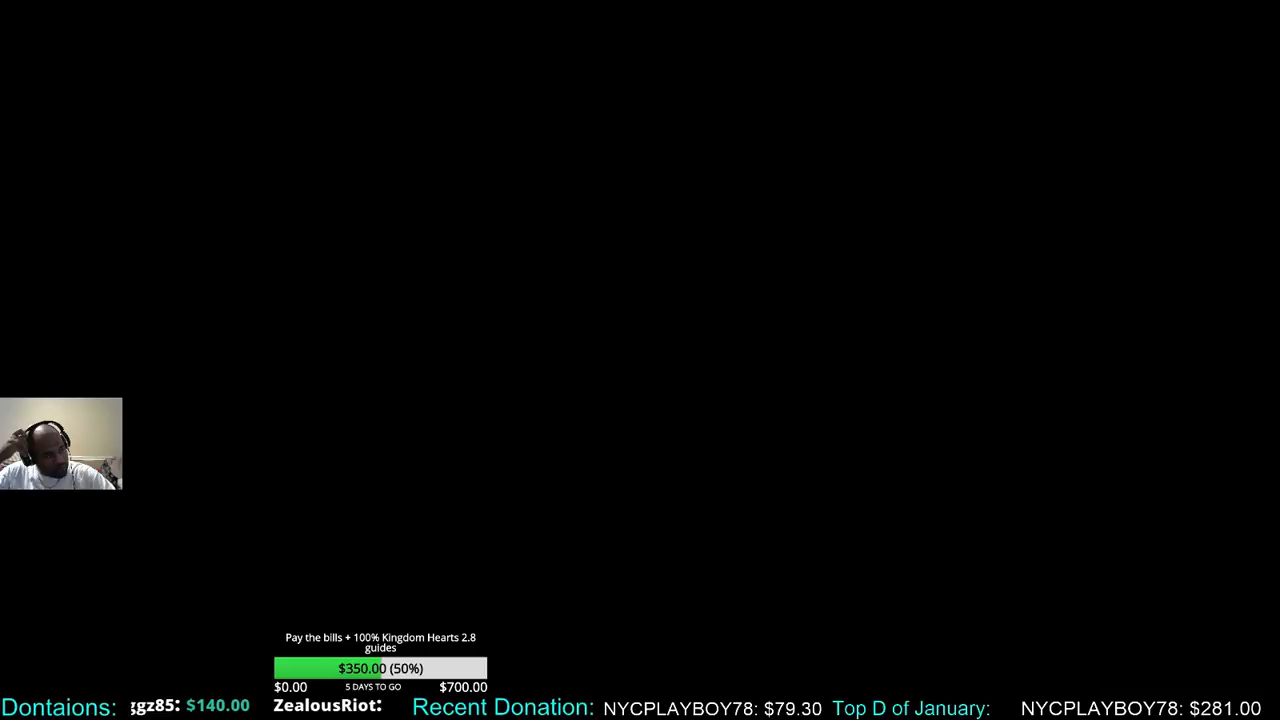 Pay the bills + 100% Kingdom Hearts 2.8
guides
$350.00 (50%)
$0.00 5 DAYS TO GO $700.00
Dontaions: ggz85: $140.00 ZealousRiot: Recent Donation: NYCPLAYBOY78: $79.30 Top D of January: NYCPLAYBOY78: $281.00